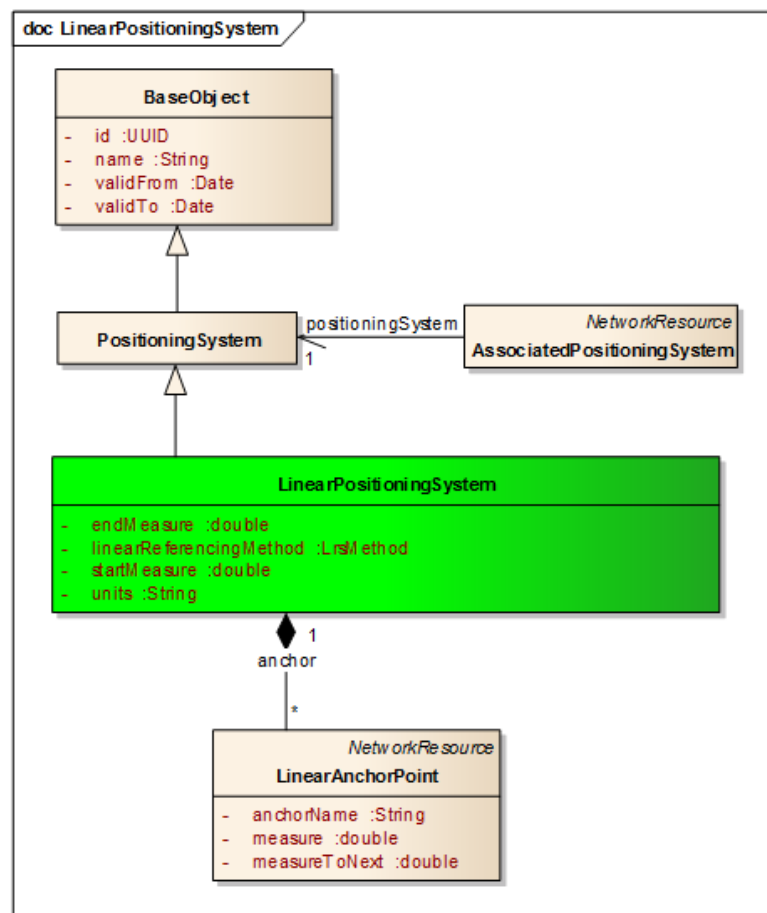 doc LinearPositioningSystem
BaseObject
- id :UUID
- name :String
- validFrom :Date
- validTo :Date
positioningSystem
1
PositioningSystem
NetworkResource
AssociatedPositioningSystem
LinearPositioningSystem
- endMeasure :double
- linearReferencingMethod :LrsMethod
- startMeasure :double
- units :String
1
anchor
*
NetworkResource
LinearAnchorPoint
- anchorName :String
- measure :double
- measureToNext :double